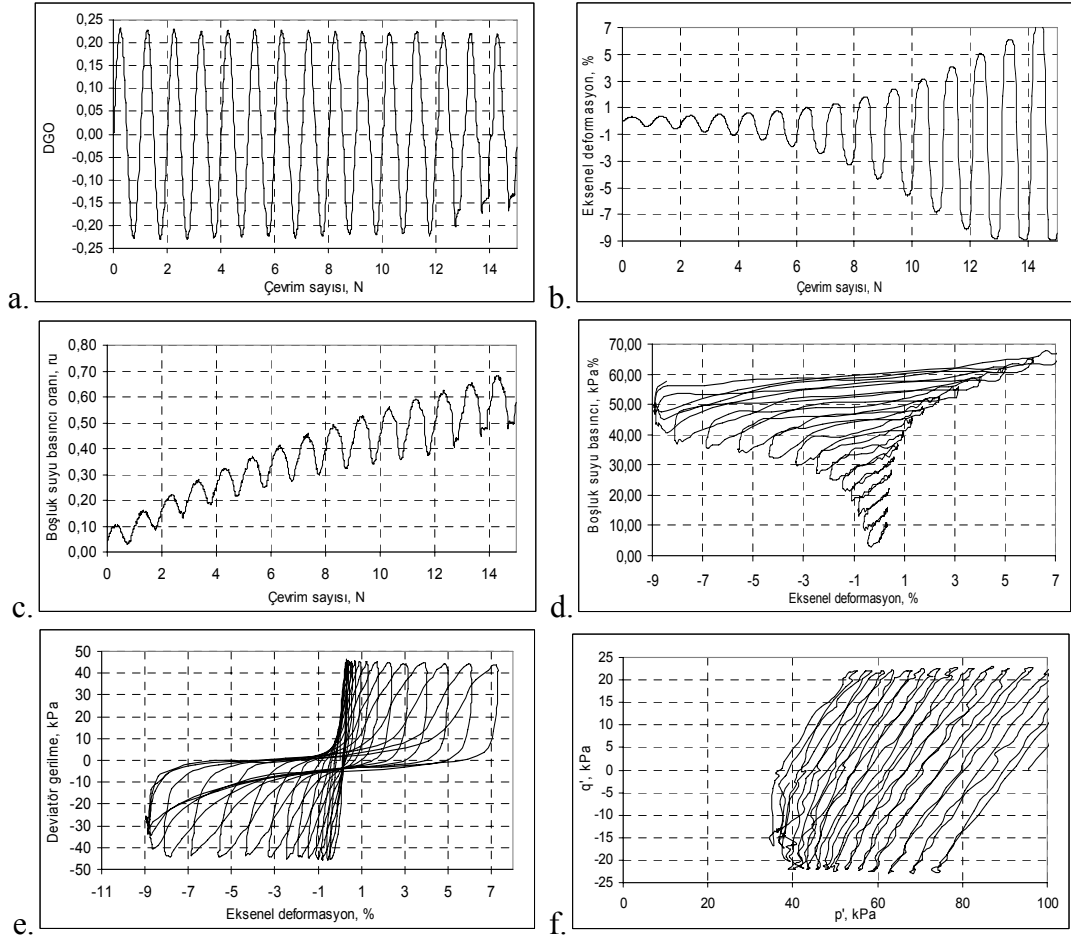 a.
DGO
0,25
0,20
0,15
0,10
0,05
0,00
-0,05
-0,10
-0,15
-0,20
-0,25
0 2 4 6 8 10 12 14
Çevrim sayısı, N
b.
Eksenel deformasyon, %
7
5
3
1
-1
-3
-5
-7
-9
0 2 4 6 8 10 12 14
Çevrim sayısı, N
c.
Boşluk suyu basıncı oranı, ru
0,80
0,70
0,60
0,50
0,40
0,30
0,20
0,10
0,00
0 2 4 6 8 10 12 14
Çevrim sayısı, N
d.
Boşluk suyu basıncı, kPa%
70,00
60,00
50,00
40,00
30,00
20,00
10,00
0,00
-9 -7 -5 -3 -1 1 3 5 7
Eksenel deformasyon, %
e.
Deviatör gerilme, kPa
50
40
30
20
10
0
-10
-20
-30
-40
-50
-11 -9 -7 -5 -3 -1 1 3 5 7
Eksenel deformasyon, %
f.
q', kPa
25
20
15
10
5
0
-5
-10
-15
-20
-25
0 20 40 60 80 100
p', kPa